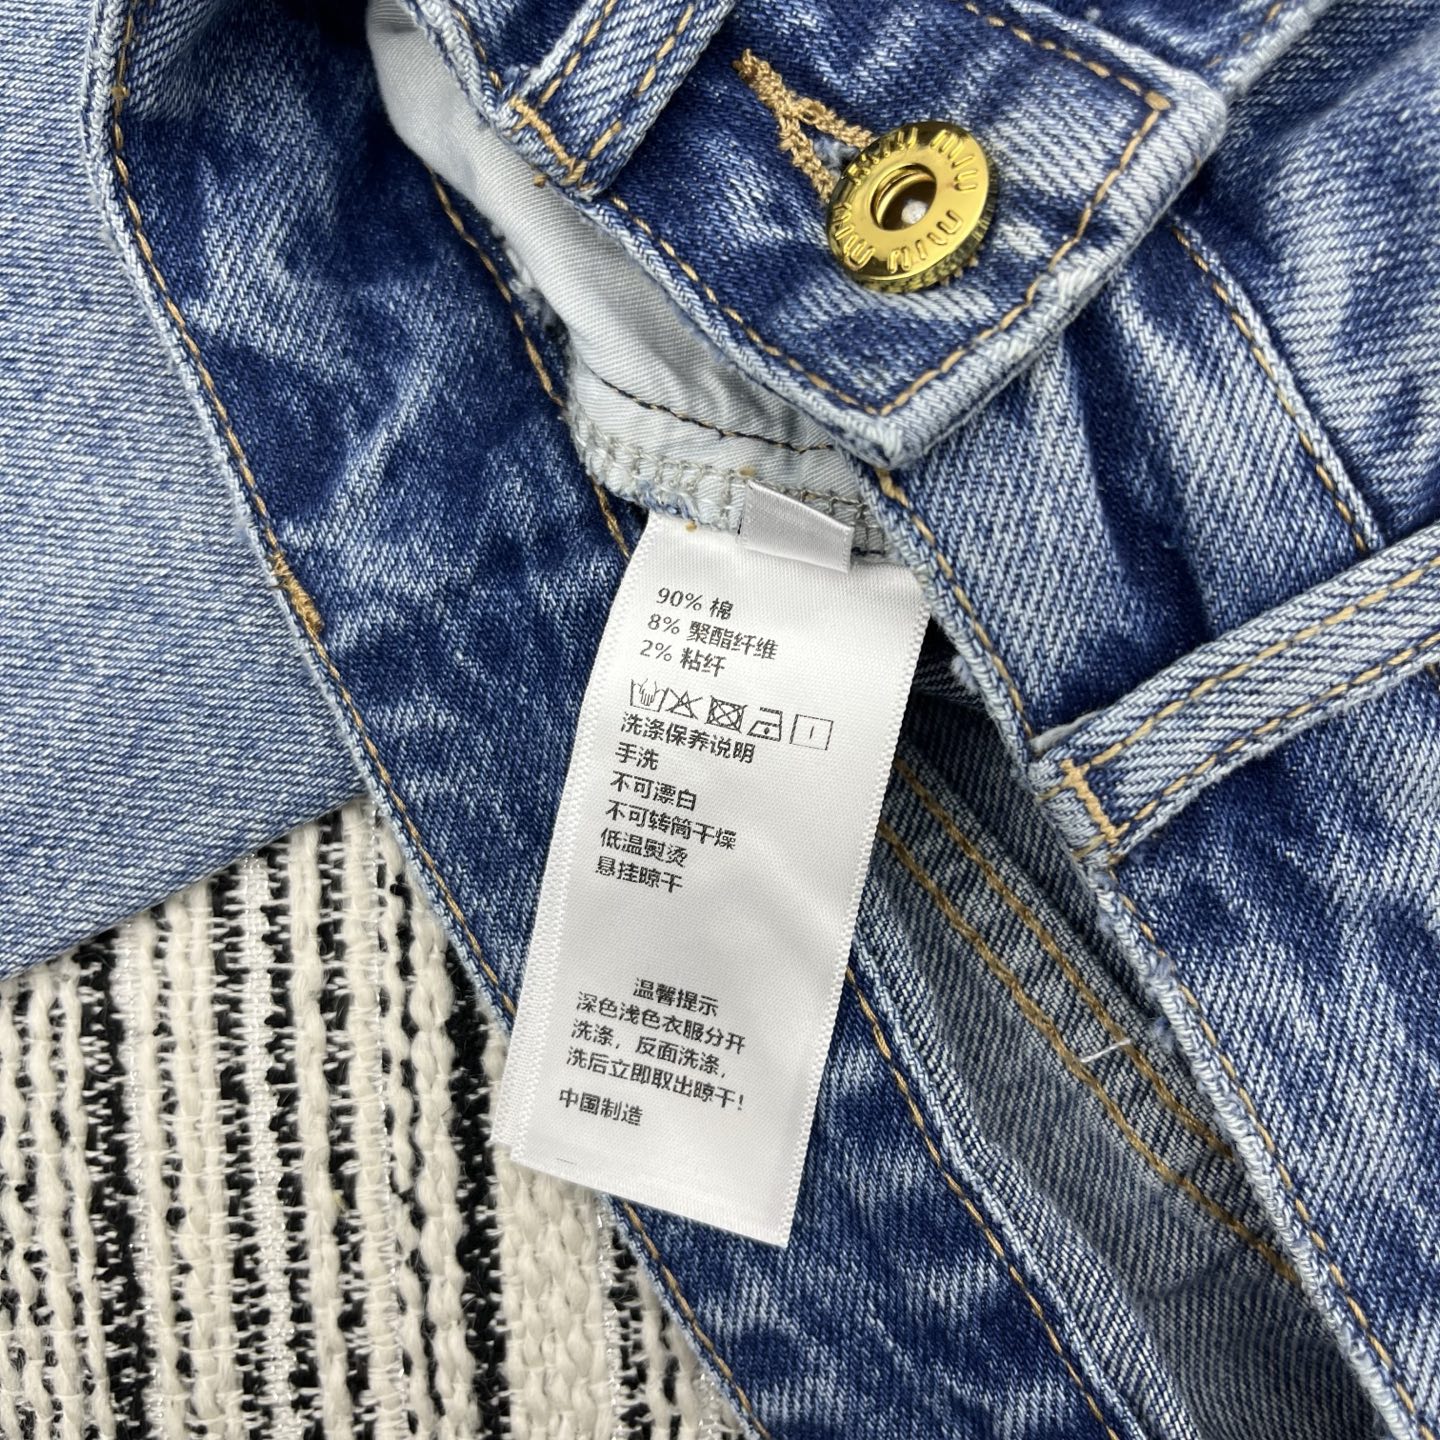 MIU MIU MIU MIU
90% 棉
8% 聚酯纤维
2% 粘纤
洗涤保养说明
手洗
不可漂白
不可转筒干燥
低温熨烫
悬挂晾干
温馨提示
深色浅色衣服分开
洗涤，反面洗涤，
洗后立即取出晾干!
中国制造